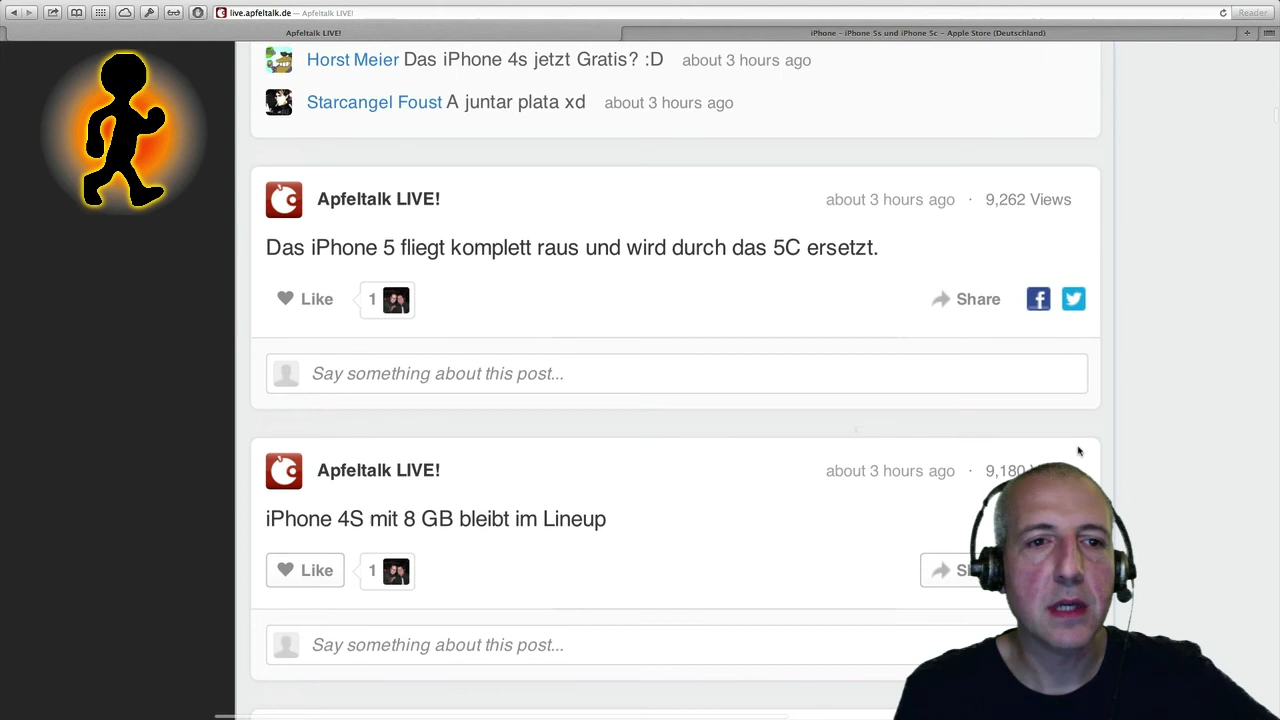 live.apfeltalk.de — Apfeltalk LIVE!
Reader
Apfeltalk LIVE!
iPhone - iPhone 5s und iPhone 5c - Apple Store (Deutschland)
Horst Meier Das iPhone 4s jetzt Gratis? :D about 3 hours ago
Starcangel Foust A juntar plata xd about 3 hours ago
Apfeltalk LIVE! about 3 hours ago · 9,262 Views
Das iPhone 5 fliegt komplett raus und wird durch das 5C ersetzt.
Like 1 Share
Say something about this post...
Apfeltalk LIVE! about 3 hours ago · 9,180
iPhone 4S mit 8 GB bleibt im Lineup
Like 1
Say something about this post...